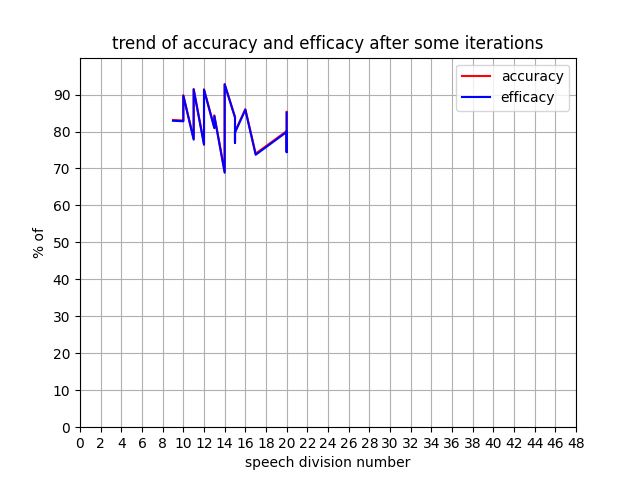 trend of accuracy and efficacy after some iterations
accuracy
efficacy
90
80
70
60
50
40
30
20
10
0
% of
0 2 4 6 8 10 12 14 16 18 20 22 24 26 28 30 32 34 36 38 40 42 44 46 48
speech division number